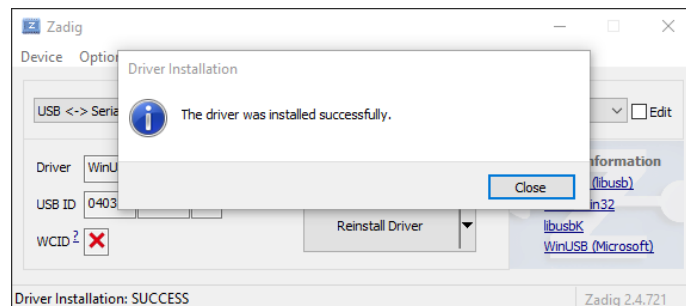 Zadig
Device Option
Driver Installation
The driver was installed successfully.
Close
USB <-> Seria
Edit
Driver WinU
nformation
(libusb)
USB ID 0403
in32
Reinstall Driver
libusbK
WCID ?
WinUSB (Microsoft)
Driver Installation: SUCCESS
Zadig 2.4.721